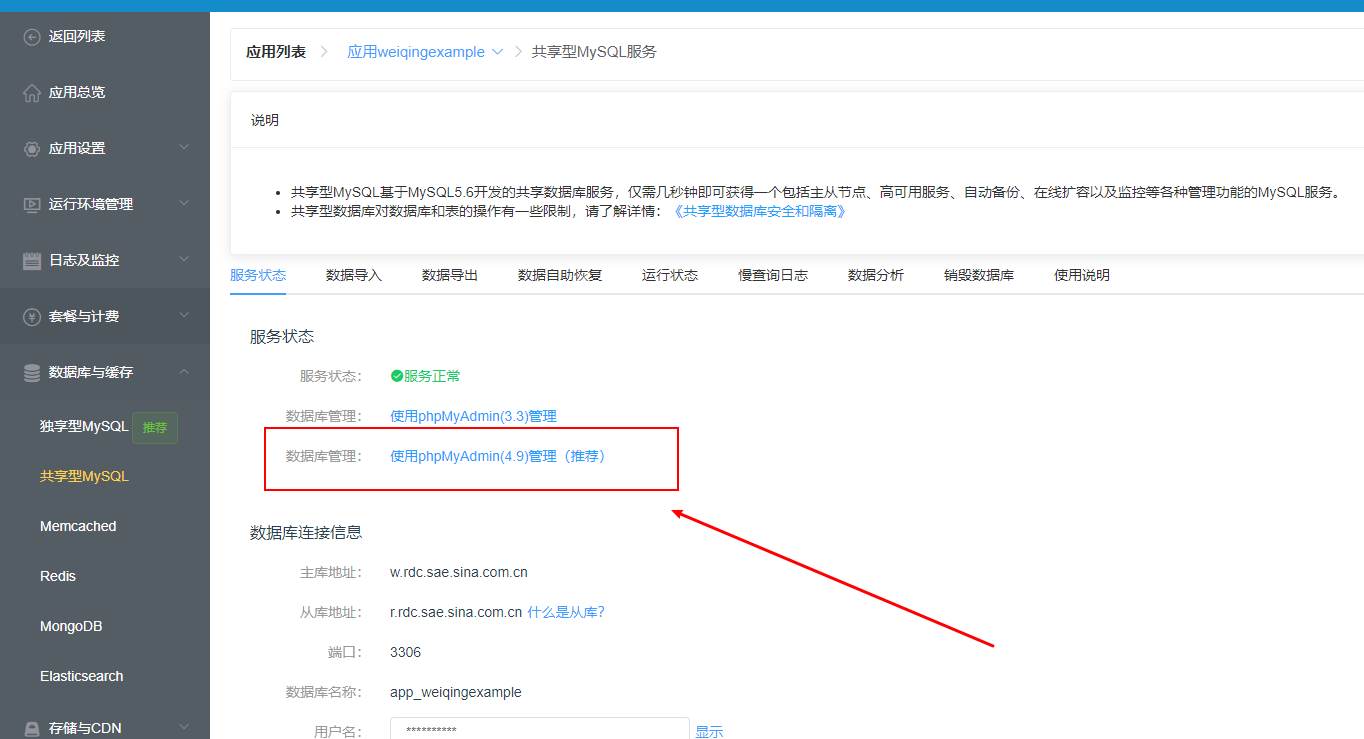 返回列表
应用总览
应用设置
运行环境管理
日志及监控
套餐与计费
数据库与缓存
独享型MySQL 推荐
共享型MySQL
Memcached
Redis
MongoDB
Elasticsearch
存储与CDN
应用列表 应用weiqingexample 共享型MySQL服务
说明
共享型MySQL基于MySQL5.6开发的共享数据库服务，仅需几秒钟即可获得一个包括主从节点、高可用服务、自动备份、在线扩容以及监控等各种管理功能的MySQL服务。
共享型数据库对数据库和表的操作有一些限制，请了解详情：《共享型数据库安全和隔离》
服务状态 数据导入 数据导出 数据自助恢复 运行状态 慢查询日志 数据分析 销毁数据库 使用说明
服务状态
服务状态： 服务正常
数据库管理： 使用phpMyAdmin(3.3)管理
数据库管理： 使用phpMyAdmin(4.9)管理（推荐）
数据库连接信息
主库地址： w.rdc.sae.sina.com.cn
从库地址： r.rdc.sae.sina.com.cn 什么是从库？
端口： 3306
数据库名称： app_weiqingexample
用户名： ********** 显示